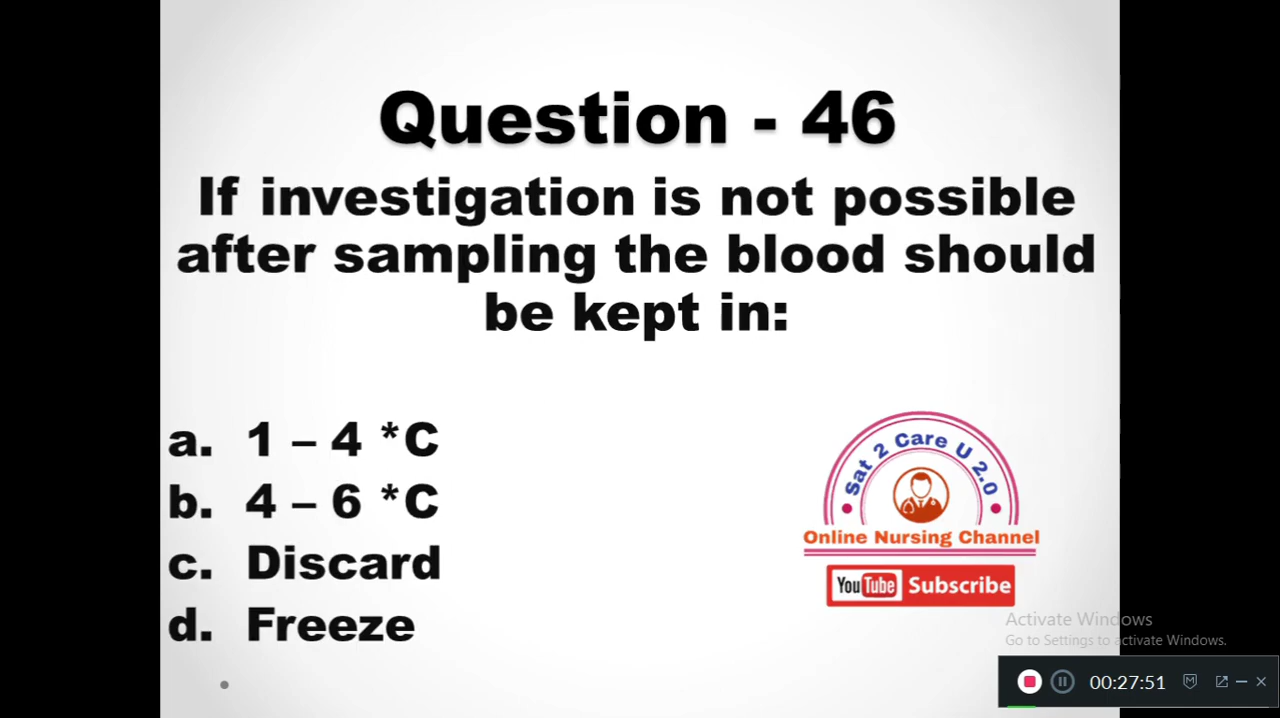 Question - 46
If investigation is not possible
after sampling the blood should
be kept in:
a. 1 – 4 *C
b. 4 – 6 *C
c. Discard
d. Freeze
Sat 2 Care U 2.0
Online Nursing Channel
YouTube Subscribe
Activate Windows
Go to Settings to activate Windows.
00:27:51